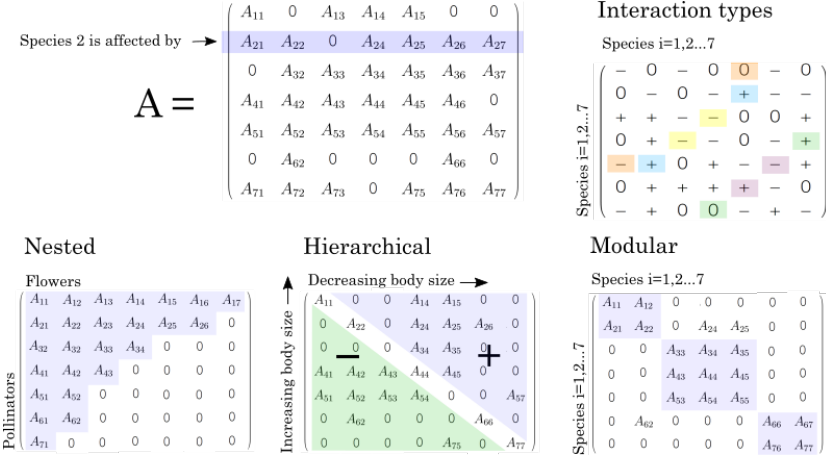 Species 2 is affected by
A =
A11 0 A13 A14 A15 0 0
A21 A22 0 A24 A25 A26 A27
0 A32 A33 A34 A35 A36 A37
A41 A42 A43 A44 A45 A46 0
A51 A52 A53 A54 A55 A56 A57
0 A62 0 0 0 A66 0
A71 A72 A73 0 A75 A76 A77
Interaction types
Species i=1,2...7
Species i=1,2...7
− 0 − 0 0 − 0
0 − 0 − + − −
+ + − − 0 0 +
0 + − − 0 − +
− + 0 + − − +
0 + + + + − 0
− + 0 0 − + −
Nested
Flowers
Pollinators
A11 A12 A13 A14 A15 A16 A17
A21 A22 A23 A24 A25 A26 0
A32 A32 A33 A34 0 0 0
A41 A42 A43 0 0 0 0
A51 A52 0 0 0 0 0
A61 A62 0 0 0 0 0
A71 0 0 0 0 0 0
Hierarchical
Decreasing body size
Increasing body size
A11 0 0 A14 A15 0 0
0 A22 0 A24 A25 A26 0
0 0 0 A34 A35 0 0
− +
A41 A42 A43 A44 A45 0 0
A51 A52 A53 A54 0 0 A57
0 A62 0 0 0 A66 0
0 0 0 0 A75 0 A77
Modular
Species i=1,2...7
Species i=1,2...7
A11 A12 0 0 0 0 0
A21 A22 0 A24 A25 0 0
0 0 A33 A34 A35 0 0
0 0 A43 A44 A45 0 0
0 0 A53 A54 A55 0 0
0 A62 0 0 0 A66 A67
0 0 0 0 0 A76 A77